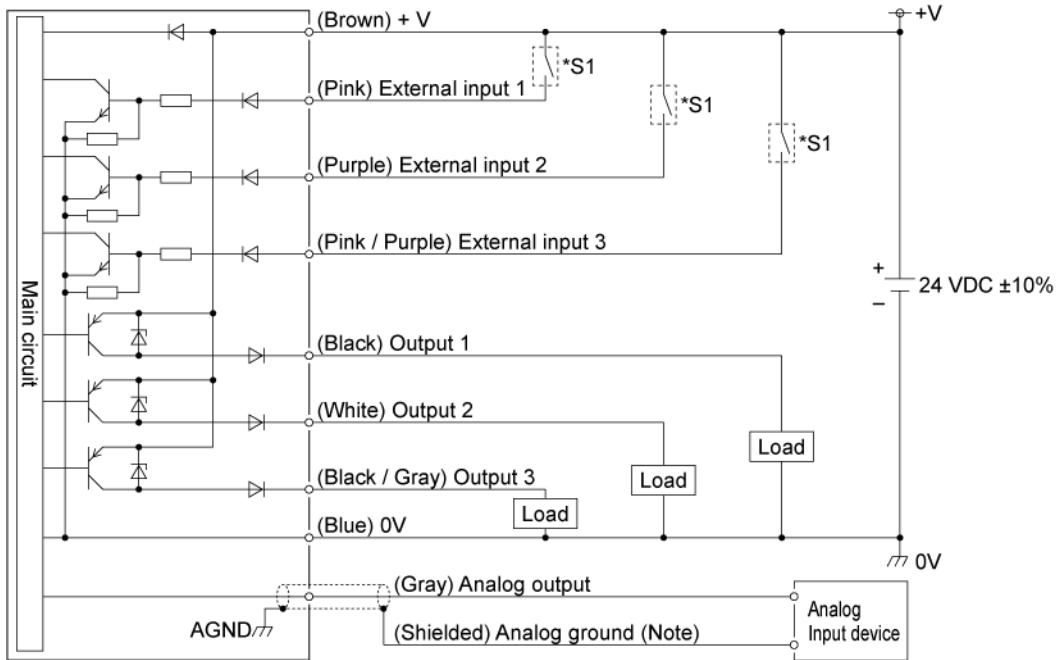 (Brown) + V
+V
*S1
(Pink) External input 1
*S1
*S1
(Purple) External input 2
(Pink / Purple) External input 3
Main circuit
+
24 VDC ±10%
−
(Black) Output 1
(White) Output 2
Load
Load
(Black / Gray) Output 3
Load
(Blue) 0V
0V
(Gray) Analog output
Analog
Input device
AGND
(Shielded) Analog ground (Note)